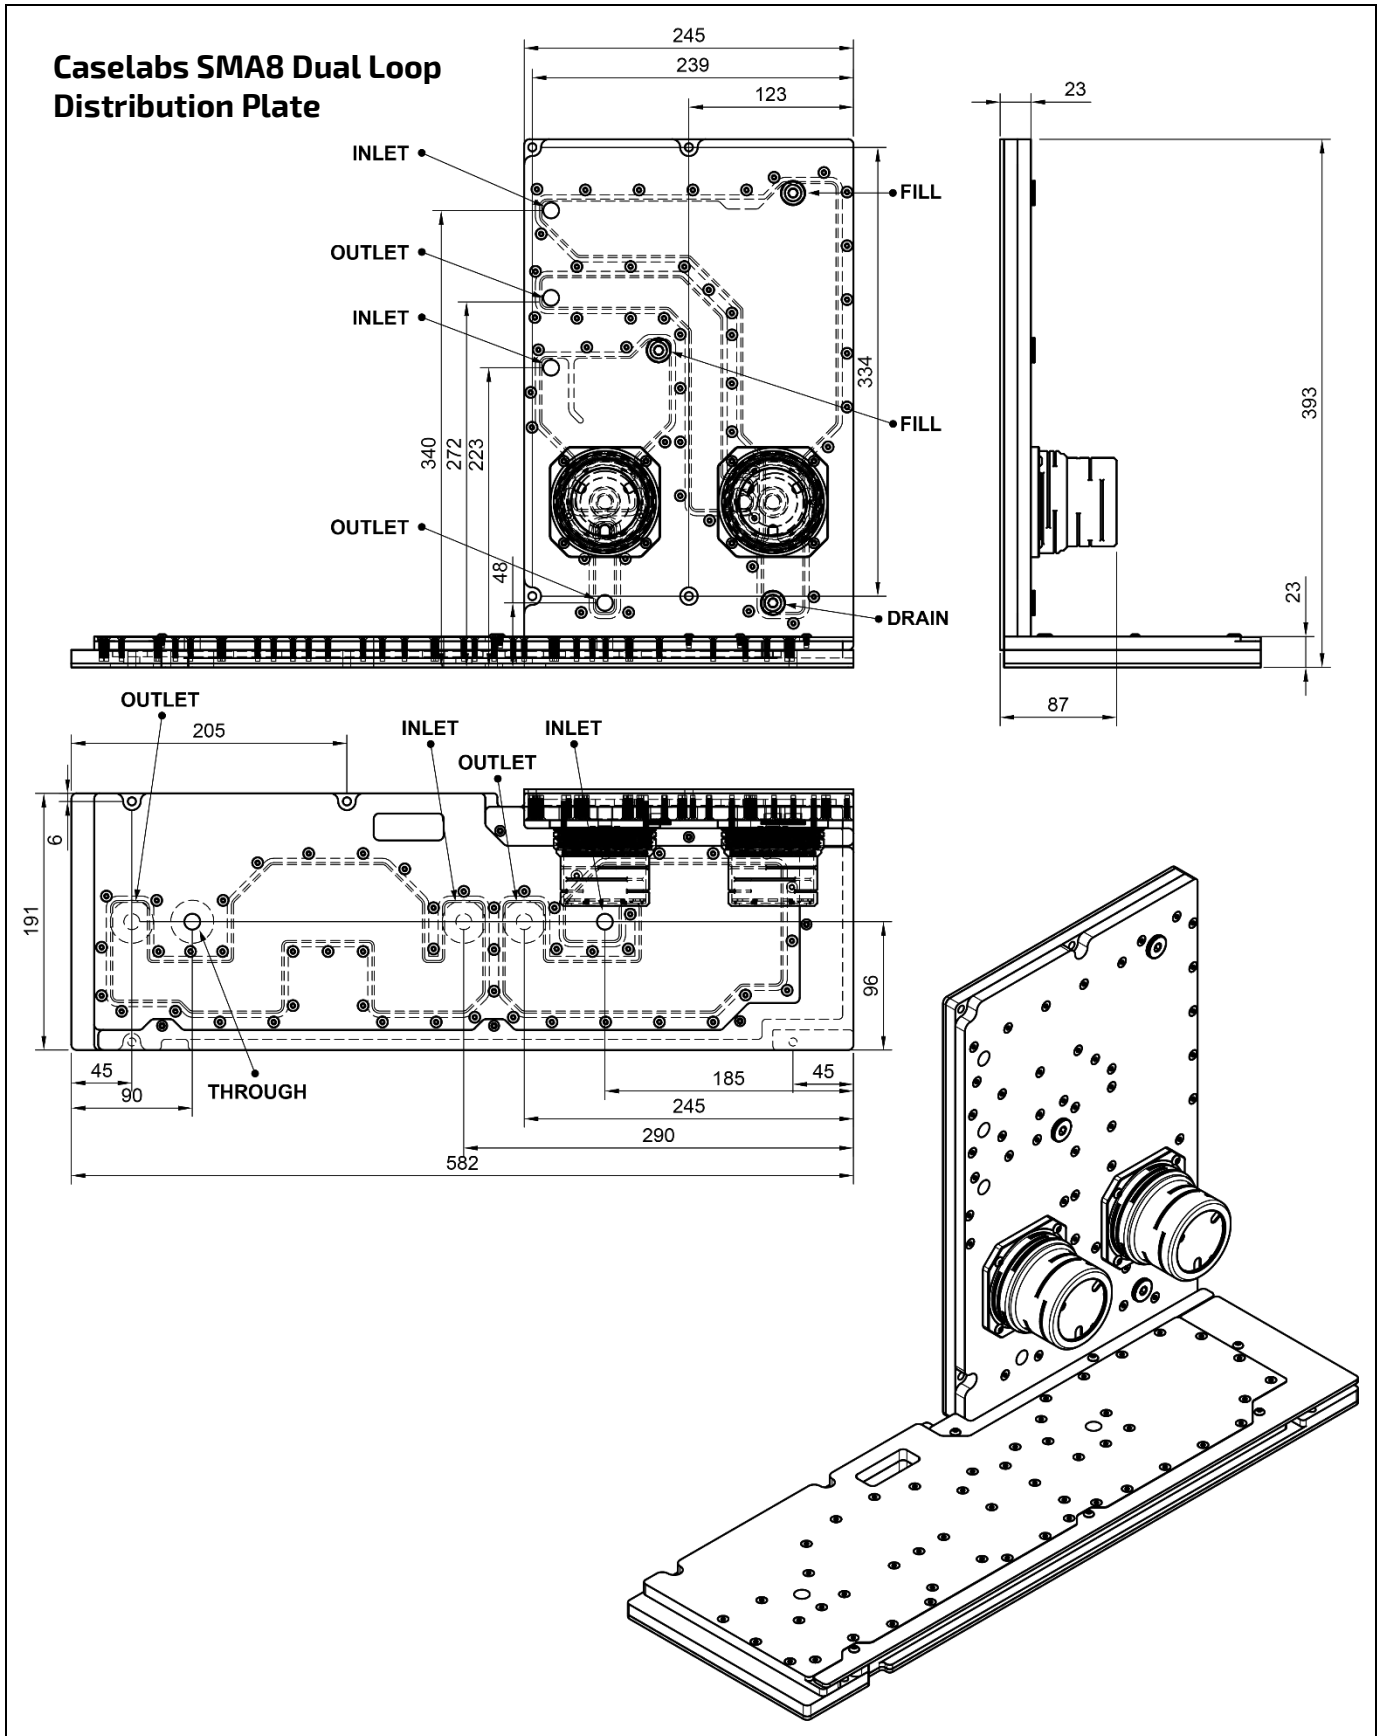 Caselabs SMA8 Dual Loop
Distribution Plate
245
239
123
23
INLET
FILL
OUTLET
INLET
334
393
340
272
223
FILL
OUTLET
48
DRAIN
23
87
OUTLET
205
INLET
INLET
OUTLET
6
191
96
45
90
THROUGH
185
45
245
290
582